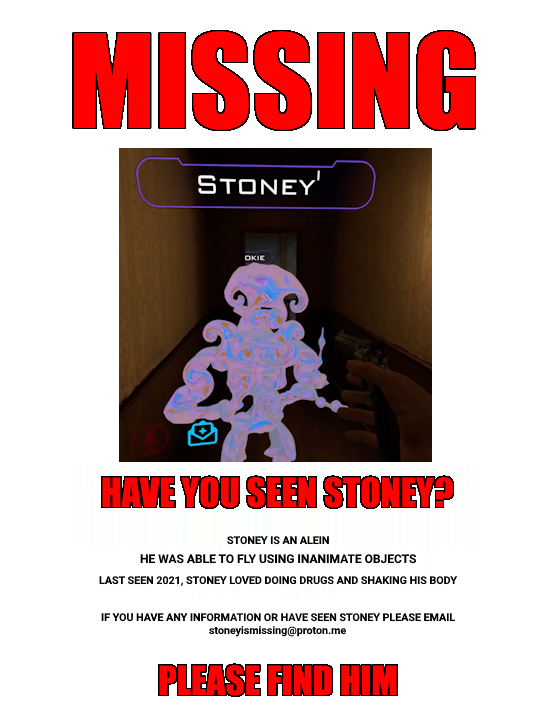 MISSING
STONEY'
OKIE
HAVE YOU SEEN STONEY?
STONEY IS AN ALEIN
HE WAS ABLE TO FLY USING INANIMATE OBJECTS
LAST SEEN 2021, STONEY LOVED DOING DRUGS AND SHAKING HIS BODY
IF YOU HAVE ANY INFORMATION OR HAVE SEEN STONEY PLEASE EMAIL
stoneyismissing@proton.me
PLEASE FIND HIM